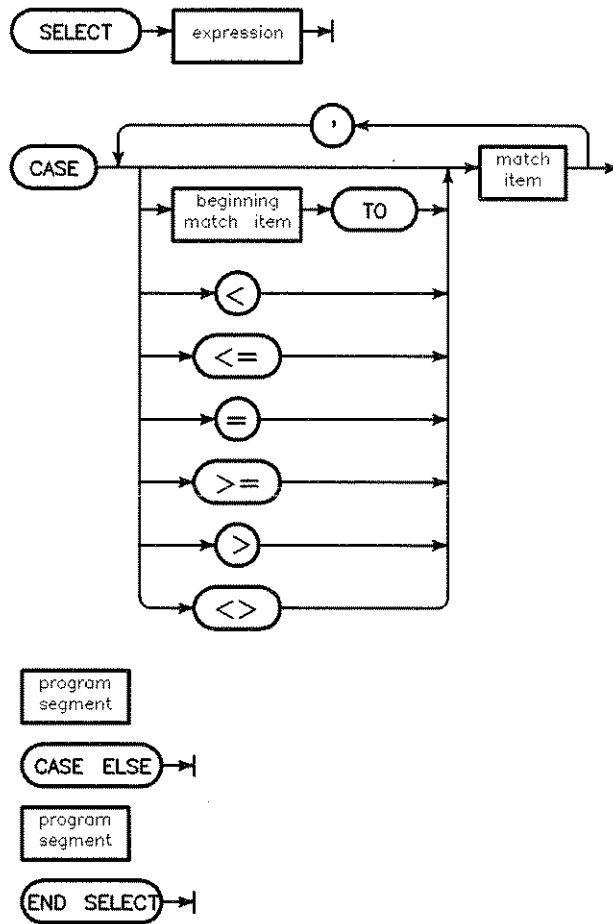 SELECT expression
,
CASE match
item
beginning
match item TO
<
<=
=
>=
>
<>
program
segment
CASE ELSE
program
segment
END SELECT